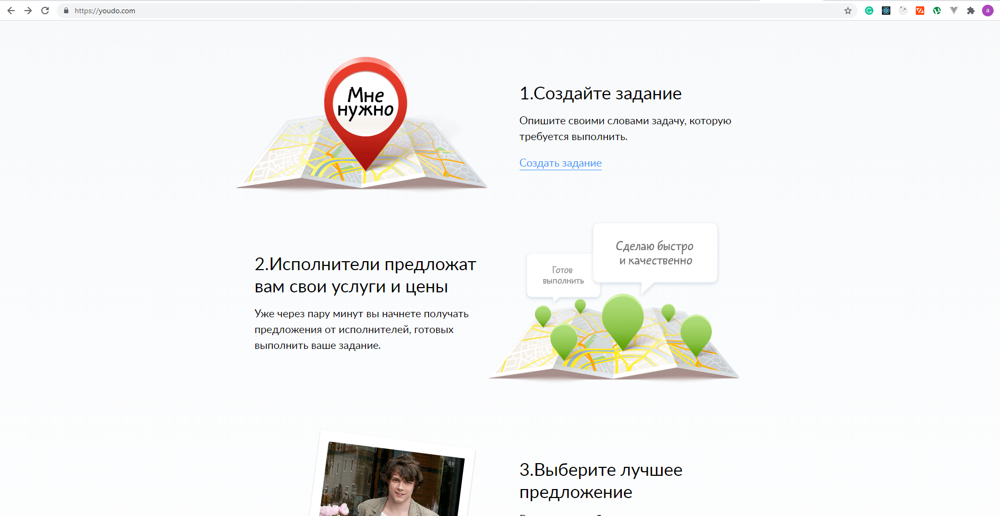 https://youdo.com
a
Мне
нужно
1.Создайте задание
Опишите своими словами задачу, которую
требуется выполнить.
Создать задание
2.Исполнители предложат
вам свои услуги и цены
Уже через пару минут вы начнете получать
предложения от исполнителей, готовых
выполнить ваше задание.
Готов
выполнить
Сделаю быстро
и качественно
3.Выберите лучшее
предложение